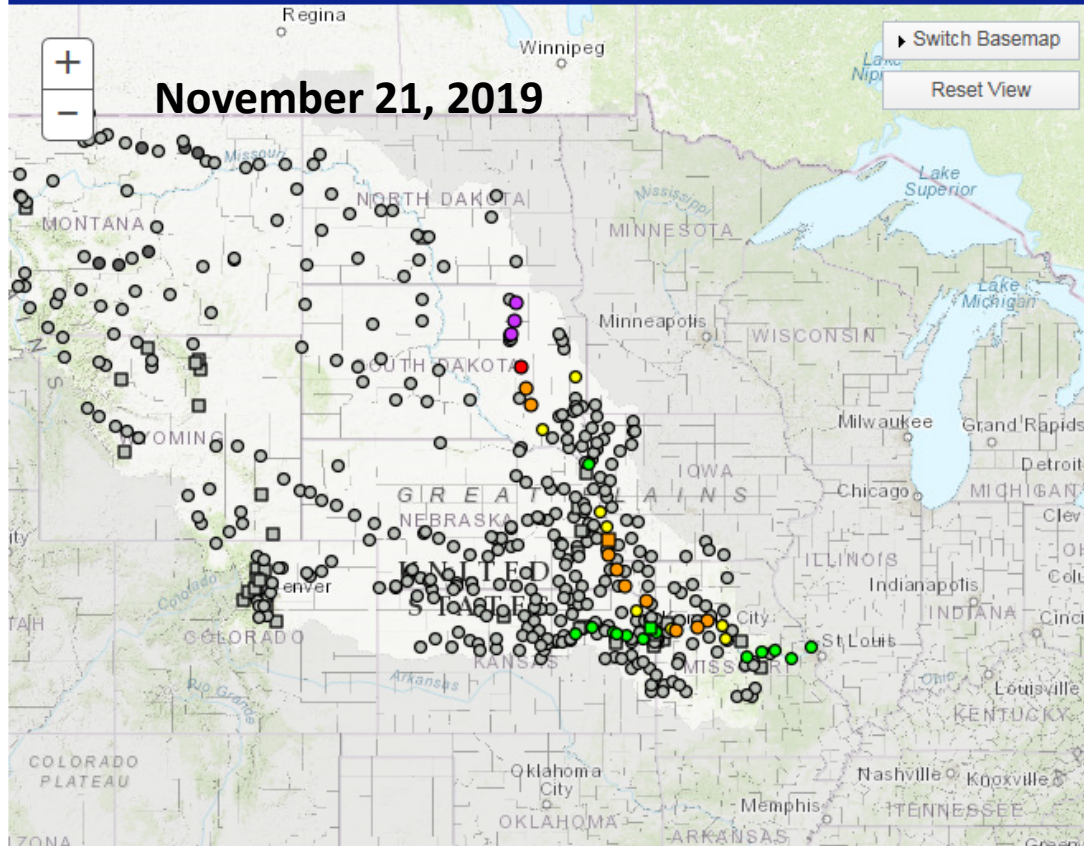 Regina
Winnipeg
Switch Basemap
Reset View
November 21, 2019
Missouri
Lake
Superior
NORTH DAKOTA
MONTANA
Mississippi
MINNESOTA
Lake
Michigan
Minneapolis
WISCONSIN
SOUTH DAKOTA
Milwaukee
Grand Rapids
WYOMING
IOWA
Detroit
Chicago
MICHIGAN
GREAT PLAINS
NEBRASKA
ILLINOIS
UNITED
STATES
Indianapolis
INDIANA
Colorado
City
COLORADO
St Louis
KANSAS
MISSOURI
Arkansas
Ohio
Louisville
Rio Grande
KENTUCKY
COLORADO
PLATEAU
Oklahoma
City
Nashville
Knoxville
Memphis
TENNESSEE
OKLAHOMA
ARKANSAS